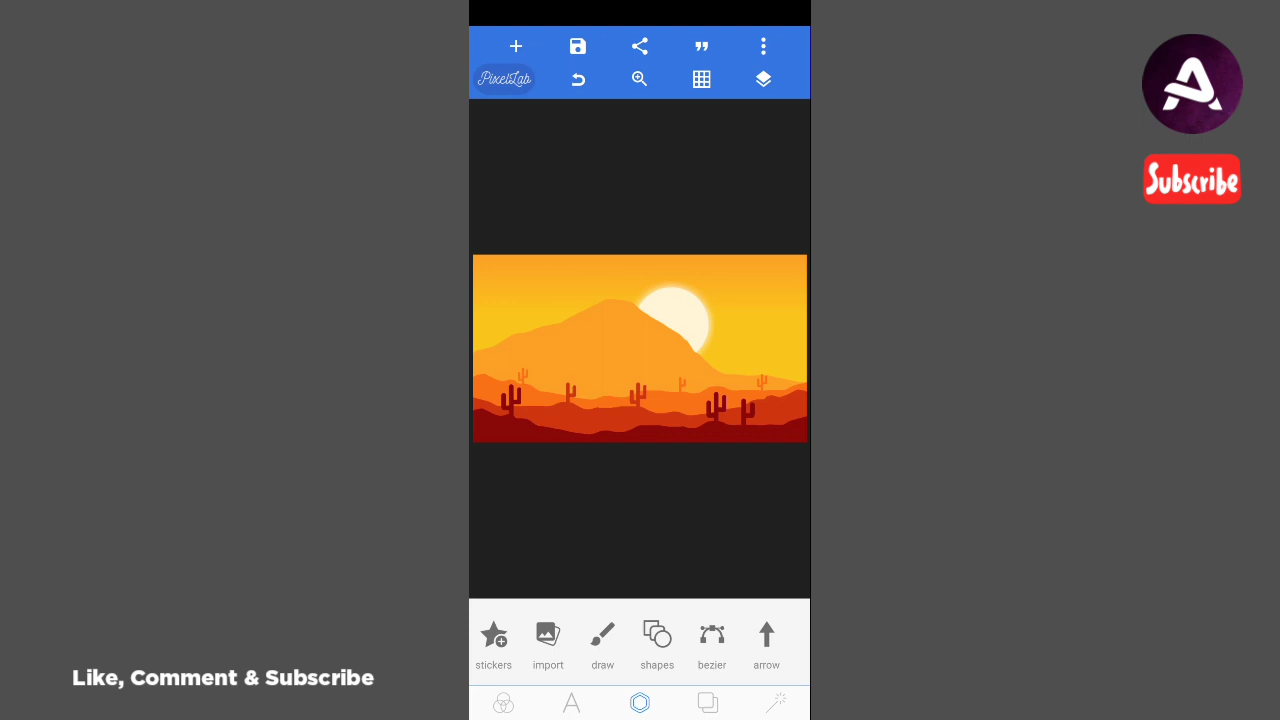 PixelLab
Subscribe
stickers
import
draw
shapes
bezier
arrow
Like, Comment & Subscribe